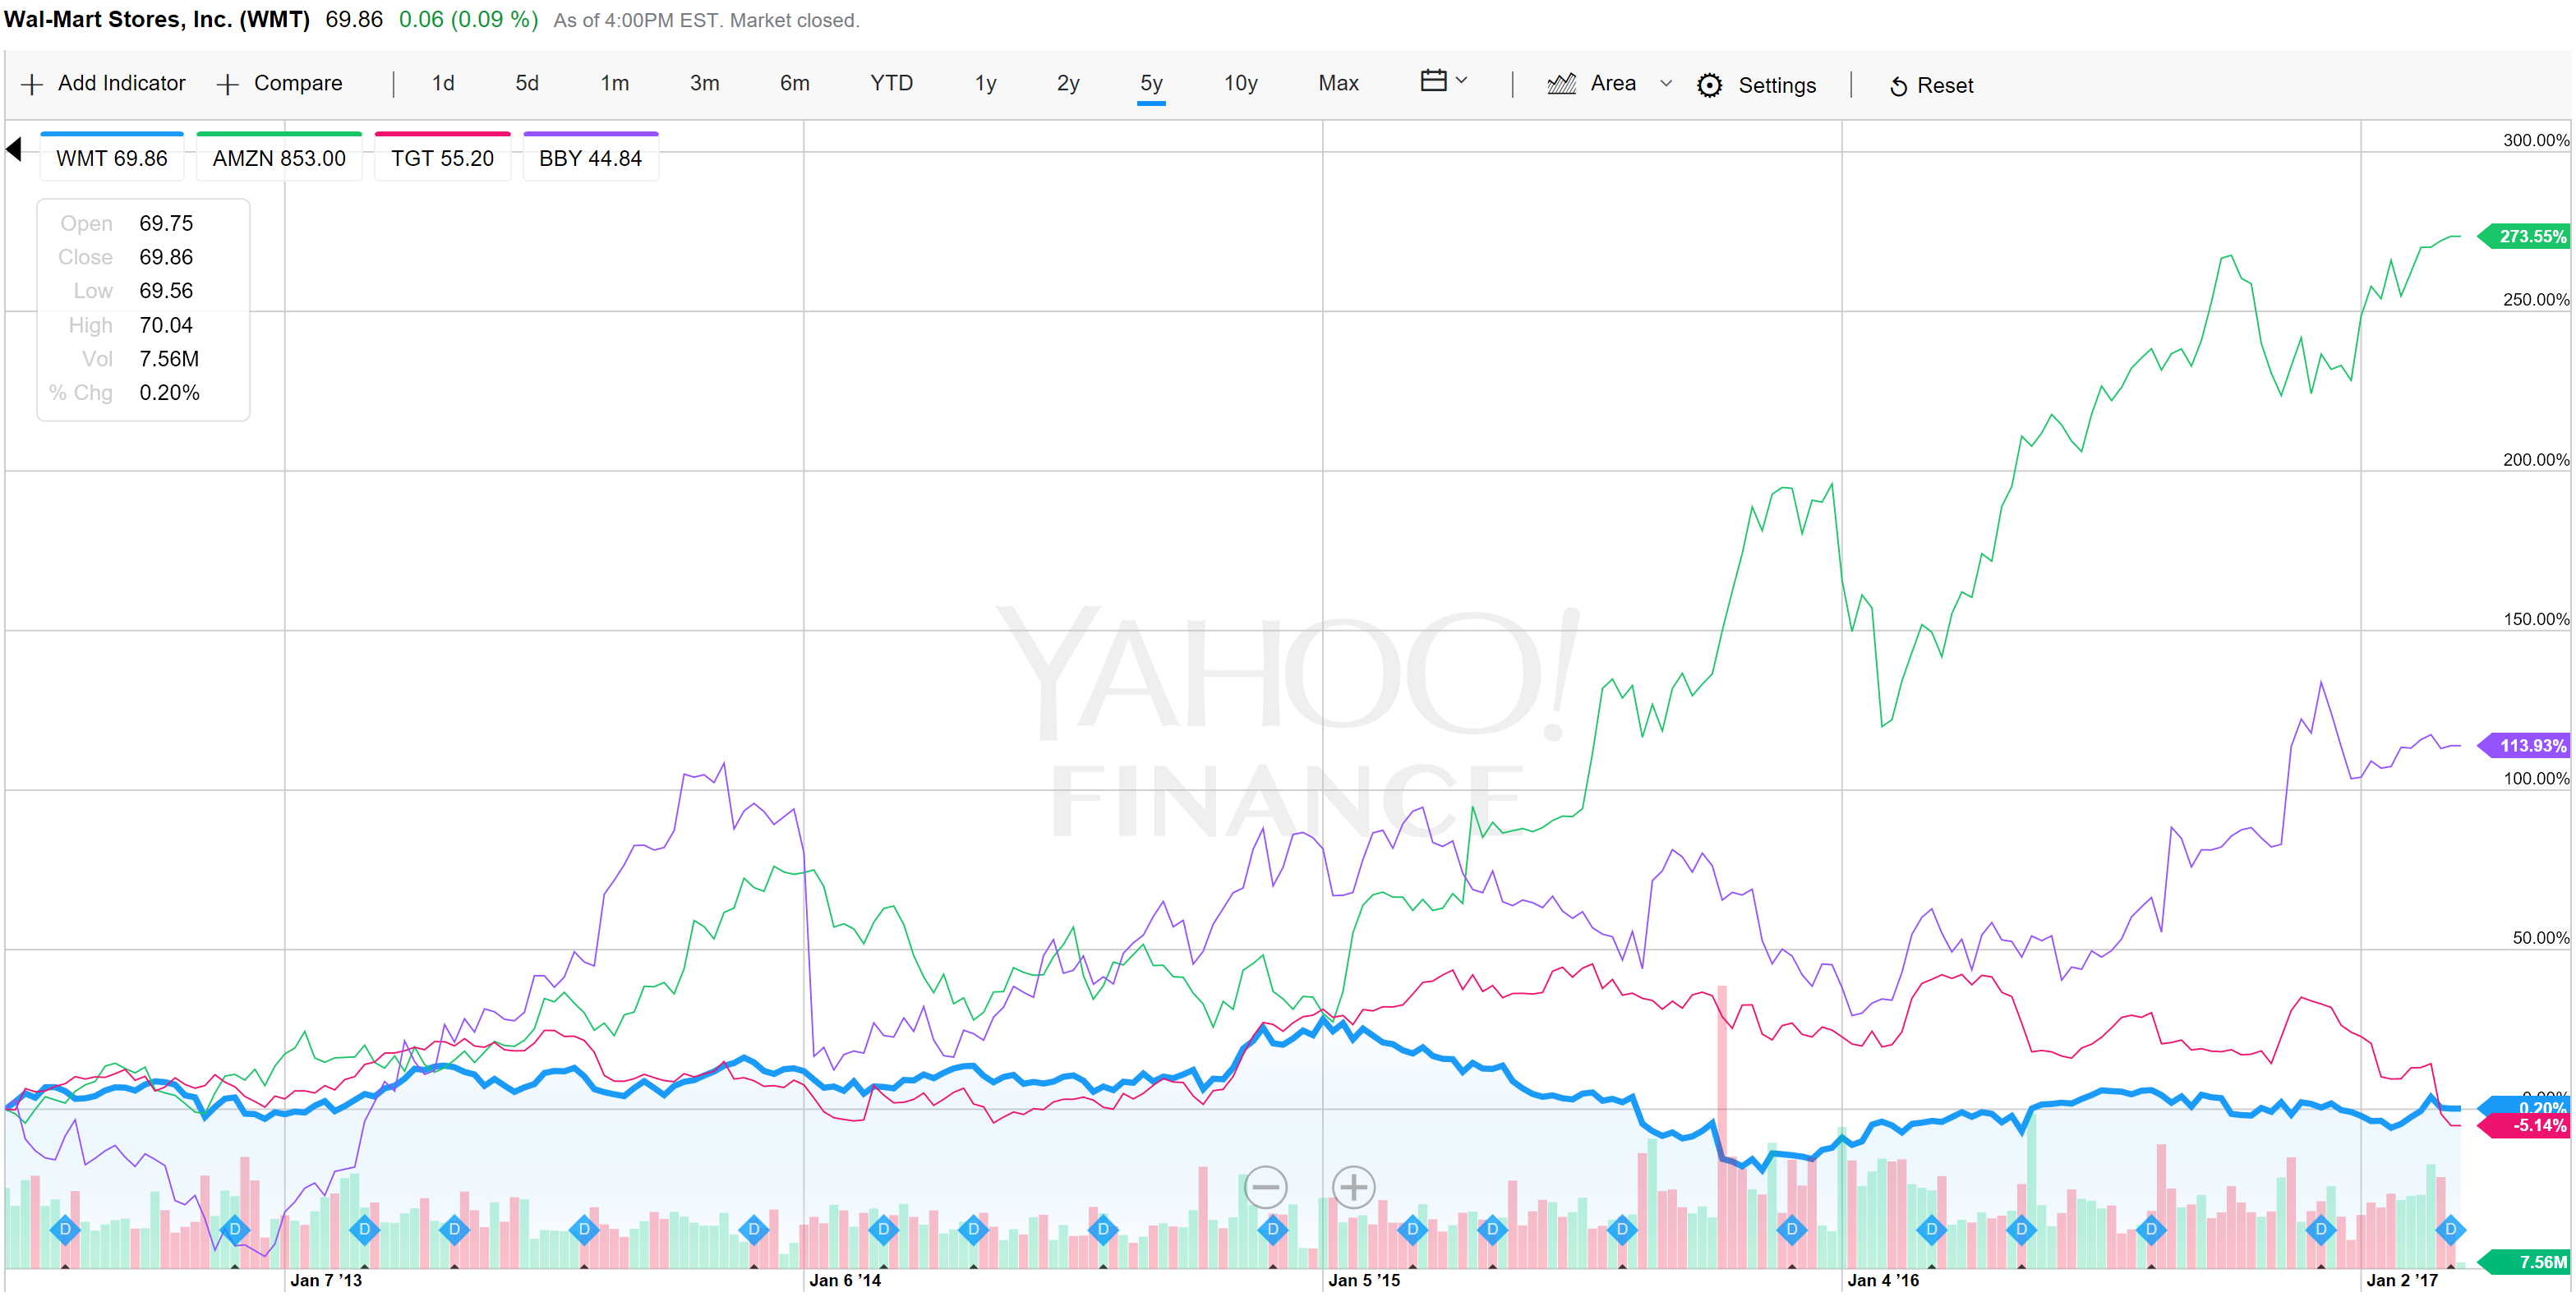 Wal-Mart Stores, Inc. (WMT) 69.86 0.06 (0.09 %) As of 4:00PM EST. Market closed.
Add Indicator Compare 1d 5d 1m 3m 6m YTD 1y 2y 5y 10y Max Area Settings Reset
WMT 69.86 AMZN 853.00 TGT 55.20 BBY 44.84
Open 69.75
Close 69.86
Low 69.56
High 70.04
Vol 7.56M
% Chg 0.20%
300.00%
273.55%
250.00%
200.00%
150.00%
YAHOO!
FINANCE
113.93%
100.00%
50.00%
0.00%
0.20%
-5.14%
D D D D D D D D D D D D D D D D D D D
7.56M
Jan 7 '13 Jan 6 '14 Jan 5 '15 Jan 4 '16 Jan 2 '17